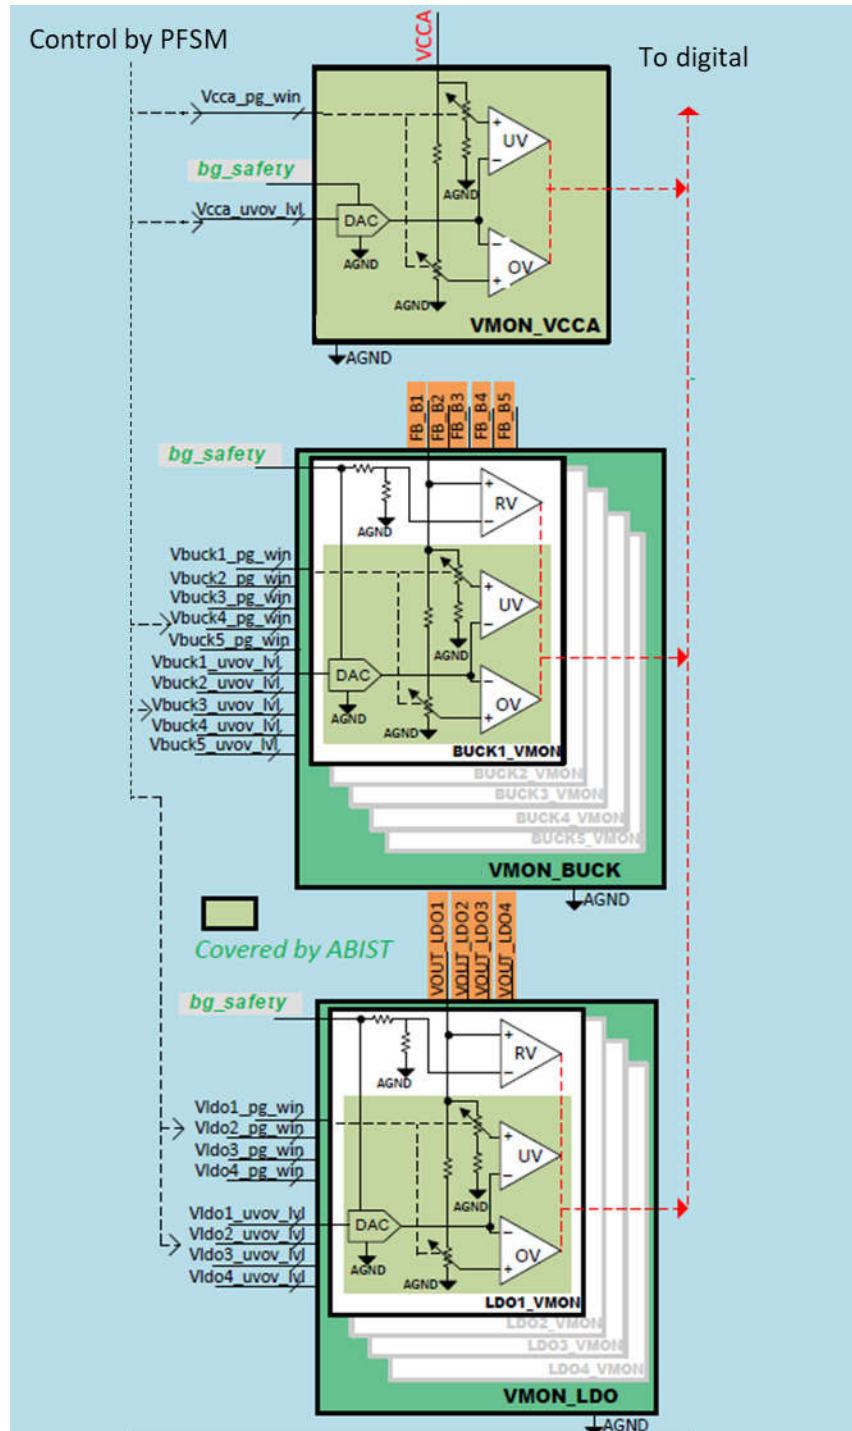 Control by PFSM
VCCA
To digital
Vcca_pg_win
bg_safety
Vcca_uvov_lvl
DAC
AGND
AGND
AGND
+
UV
−
−
OV
+
VMON_VCCA
AGND
FB_B1
FB_B2
FB_B3
FB_B4
FB_B5
bg_safety
AGND
+
RV
−
Vbuck1_pg_win
Vbuck2_pg_win
Vbuck3_pg_win
Vbuck4_pg_win
Vbuck5_pg_win
Vbuck1_uvov_lvl
Vbuck2_uvov_lvl
Vbuck3_uvov_lvl
Vbuck4_uvov_lvl
Vbuck5_uvov_lvl
+
UV
−
AGND
DAC
AGND
−
OV
+
AGND
BUCK1_VMON
BUCK2_VMON
BUCK3_VMON
BUCK4_VMON
BUCK5_VMON
VMON_BUCK
AGND
Covered by ABIST
VOUT_LDO1
VOUT_LDO2
VOUT_LDO3
VOUT_LDO4
bg_safety
AGND
+
RV
−
Vldo1_pg_win
Vldo2_pg_win
Vldo3_pg_win
Vldo4_pg_win
Vldo1_uvov_lvl
Vldo2_uvov_lvl
Vldo3_uvov_lvl
Vldo4_uvov_lvl
+
UV
−
AGND
DAC
AGND
−
OV
+
AGND
LDO1_VMON
LDO2_VMON
LDO3_VMON
LDO4_VMON
VMON_LDO
AGND